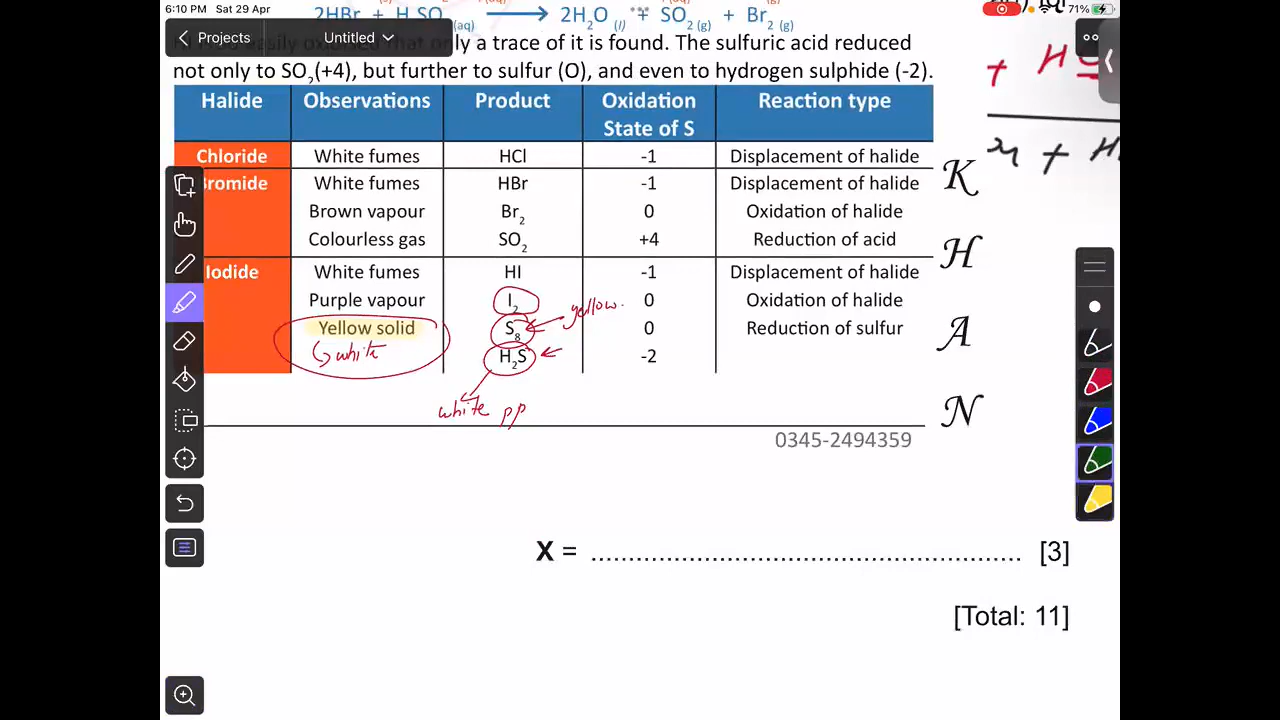 6:10 PM Sat 29 Apr
71%
2HBr + H SO (aq) → 2H₂O (l) + SO₂ (g) + Br₂ (g)
Projects
Untitled
easily oxidised that only a trace of it is found. The sulfuric acid reduced
not only to SO₂(+4), but further to sulfur (O), and even to hydrogen sulphide (-2).
Halide Observations Product Oxidation State of S Reaction type
Chloride White fumes HCl -1 Displacement of halide
Bromide White fumes HBr -1 Displacement of halide
Brown vapour Br₂ 0 Oxidation of halide
Colourless gas SO₂ +4 Reduction of acid
Iodide White fumes HI -1 Displacement of halide
Purple vapour I₂ 0 Oxidation of halide
yellow.
Yellow solid S₈ 0 Reduction of sulfur
white H₂S -2
white pp
K
H
A
N
0345-2494359
X = ........ [3]
[Total: 11]